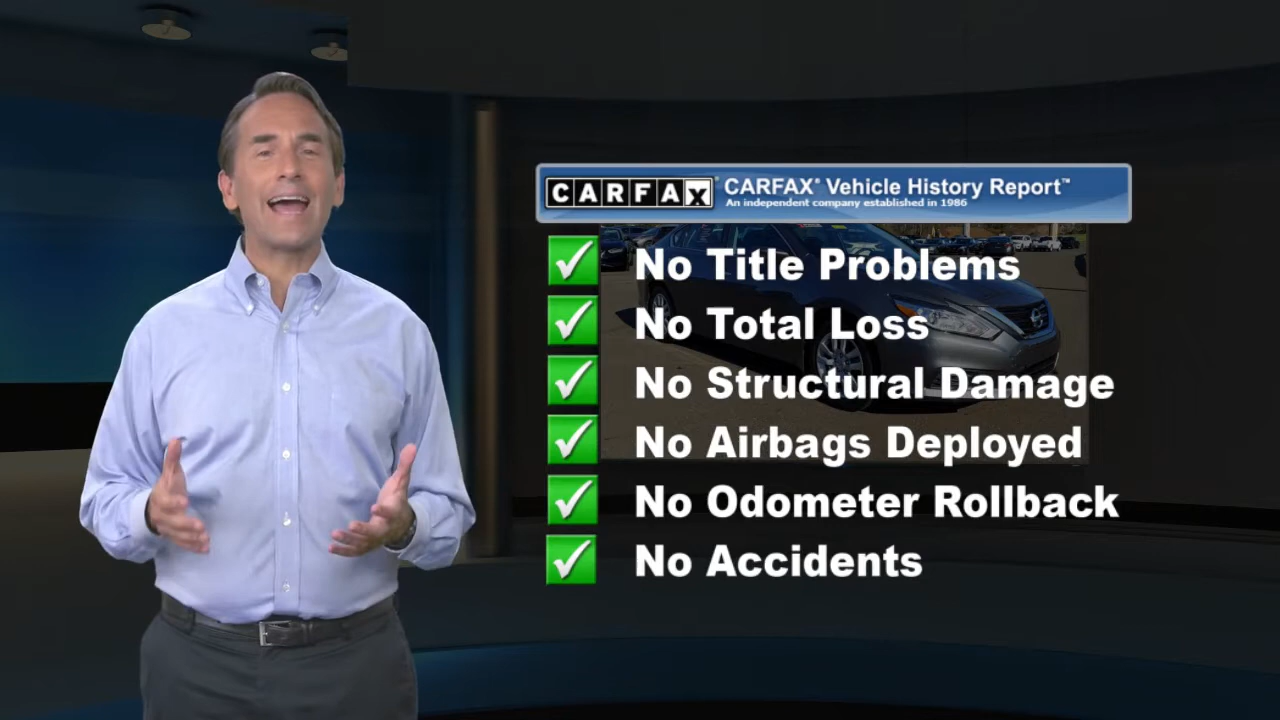 CARFAX® CARFAX® Vehicle History Report™
An independent company established in 1986
No Title Problems
No Total Loss
No Structural Damage
No Airbags Deployed
No Odometer Rollback
No Accidents